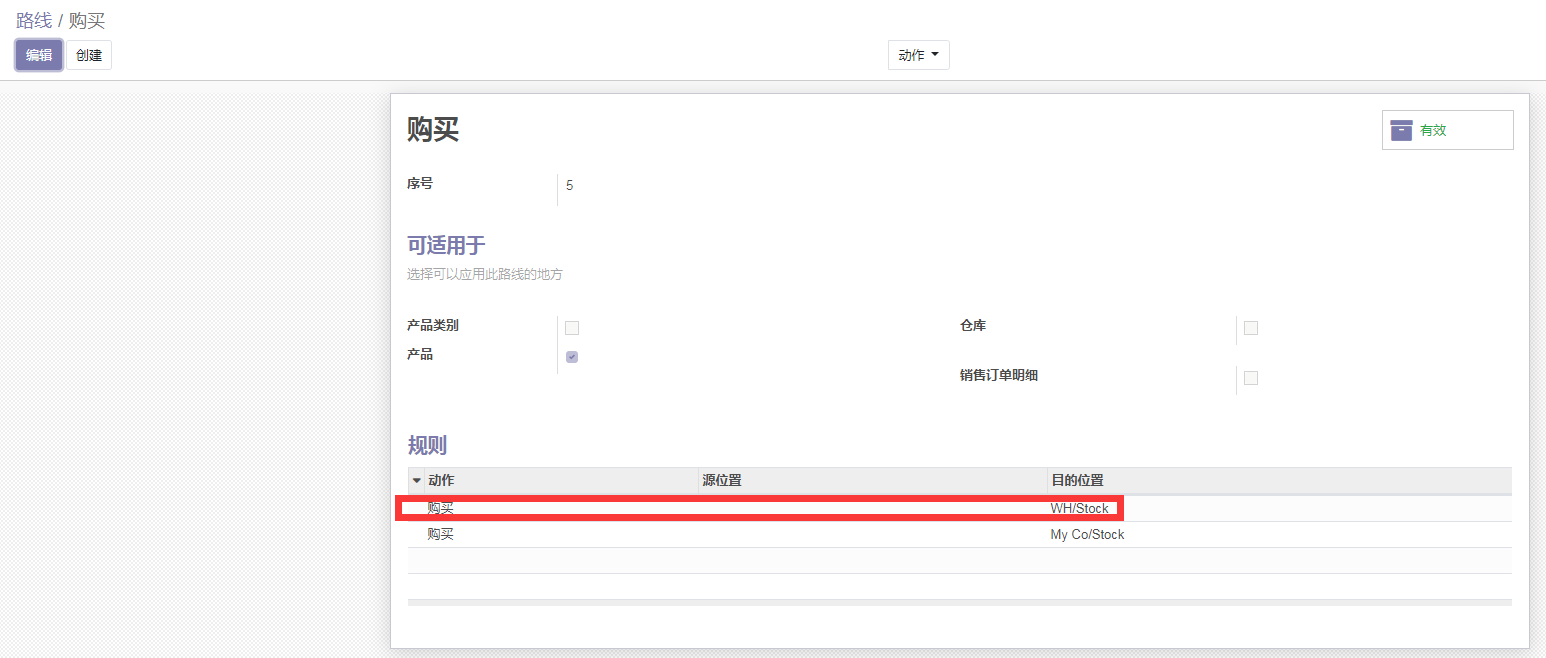 路线 / 购买
编辑 创建 动作
购买 有效
序号 5
可适用于
选择可以应用此路线的地方
产品类别 仓库
产品
销售订单明细
规则
动作 源位置 目的位置
购买 WH/Stock
购买 My Co/Stock